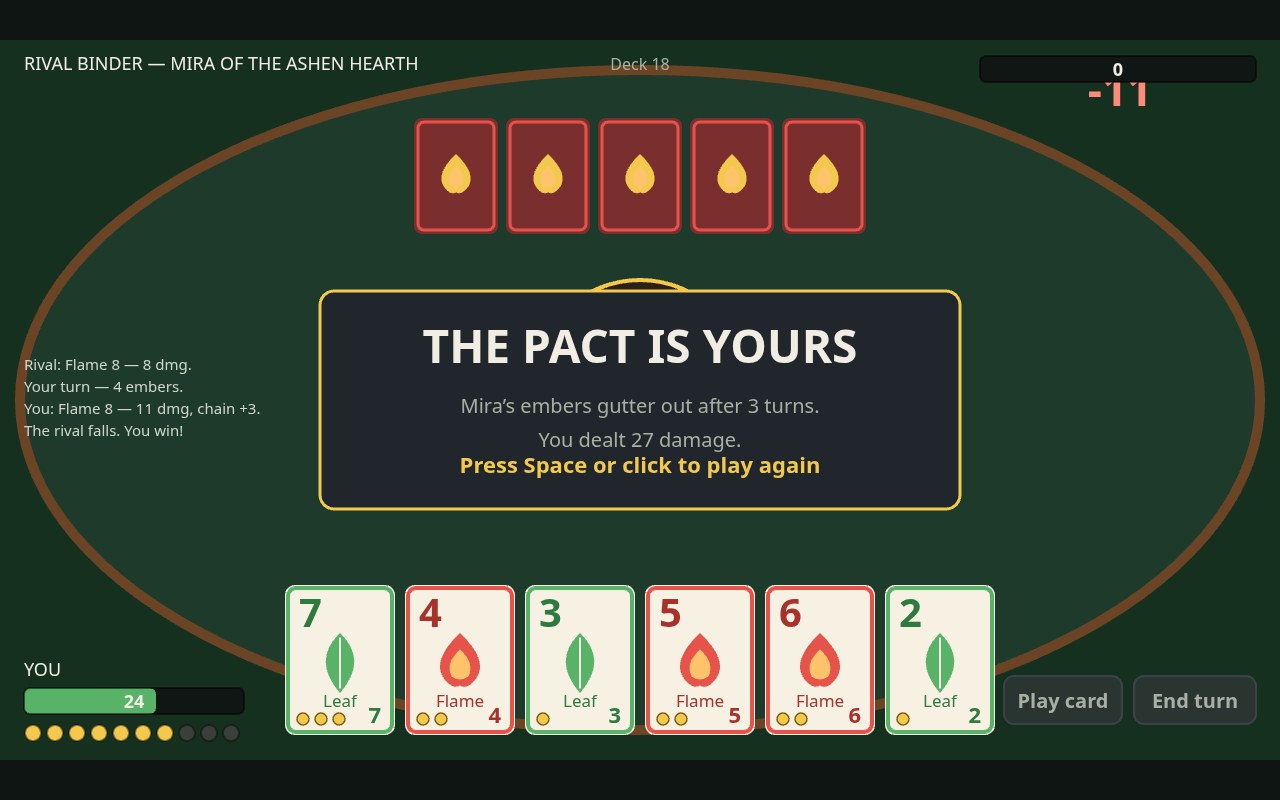 RIVAL BINDER — MIRA OF THE ASHEN HEARTH
Deck 18
0
-11
THE PACT IS YOURS
Mira’s embers gutter out after 3 turns.
You dealt 27 damage.
Press Space or click to play again
Rival: Flame 8 — 8 dmg.
Your turn — 4 embers.
You: Flame 8 — 11 dmg, chain +3.
The rival falls. You win!
YOU
24
7
Leaf
7
4
Flame
4
3
Leaf
3
5
Flame
5
6
Flame
6
2
Leaf
2
Play card
End turn